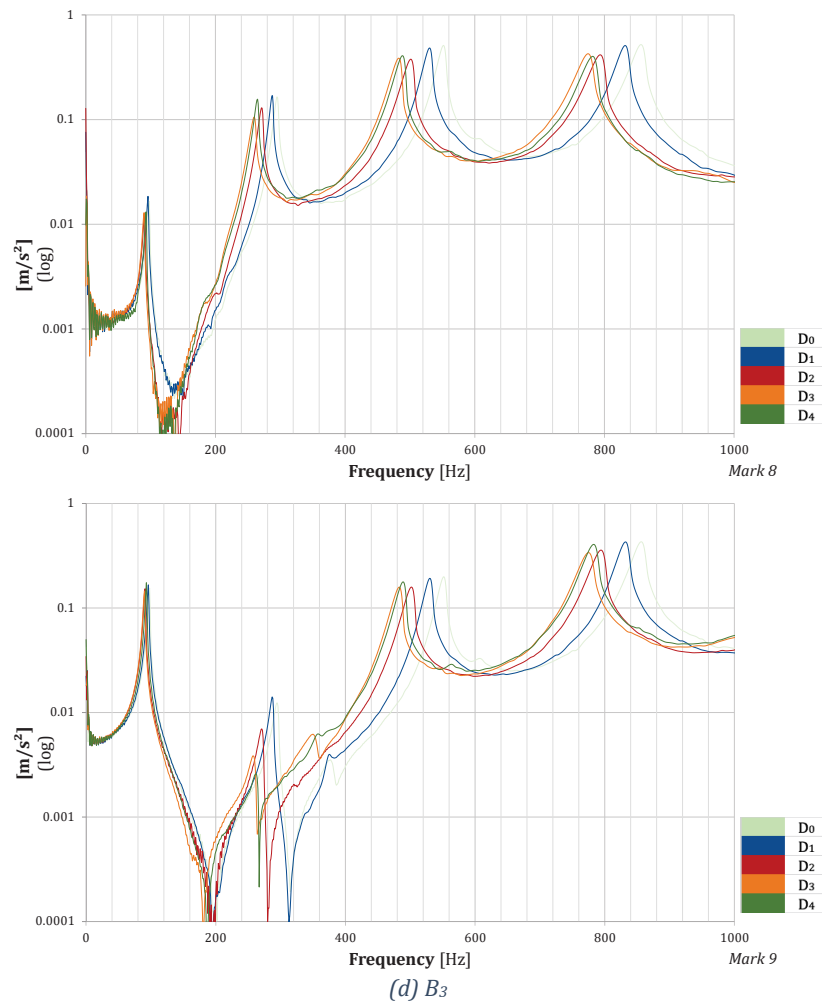 1
0.1
0.01
0.001
0.0001
[m/s²]
(log)
0 200 400 600 800 1000
Frequency [Hz]
Mark 8
D₀
D₁
D₂
D₃
D₄
1
0.1
0.01
0.001
0.0001
[m/s²]
(log)
0 200 400 600 800 1000
Frequency [Hz]
Mark 9
D₀
D₁
D₂
D₃
D₄
(d) B₃